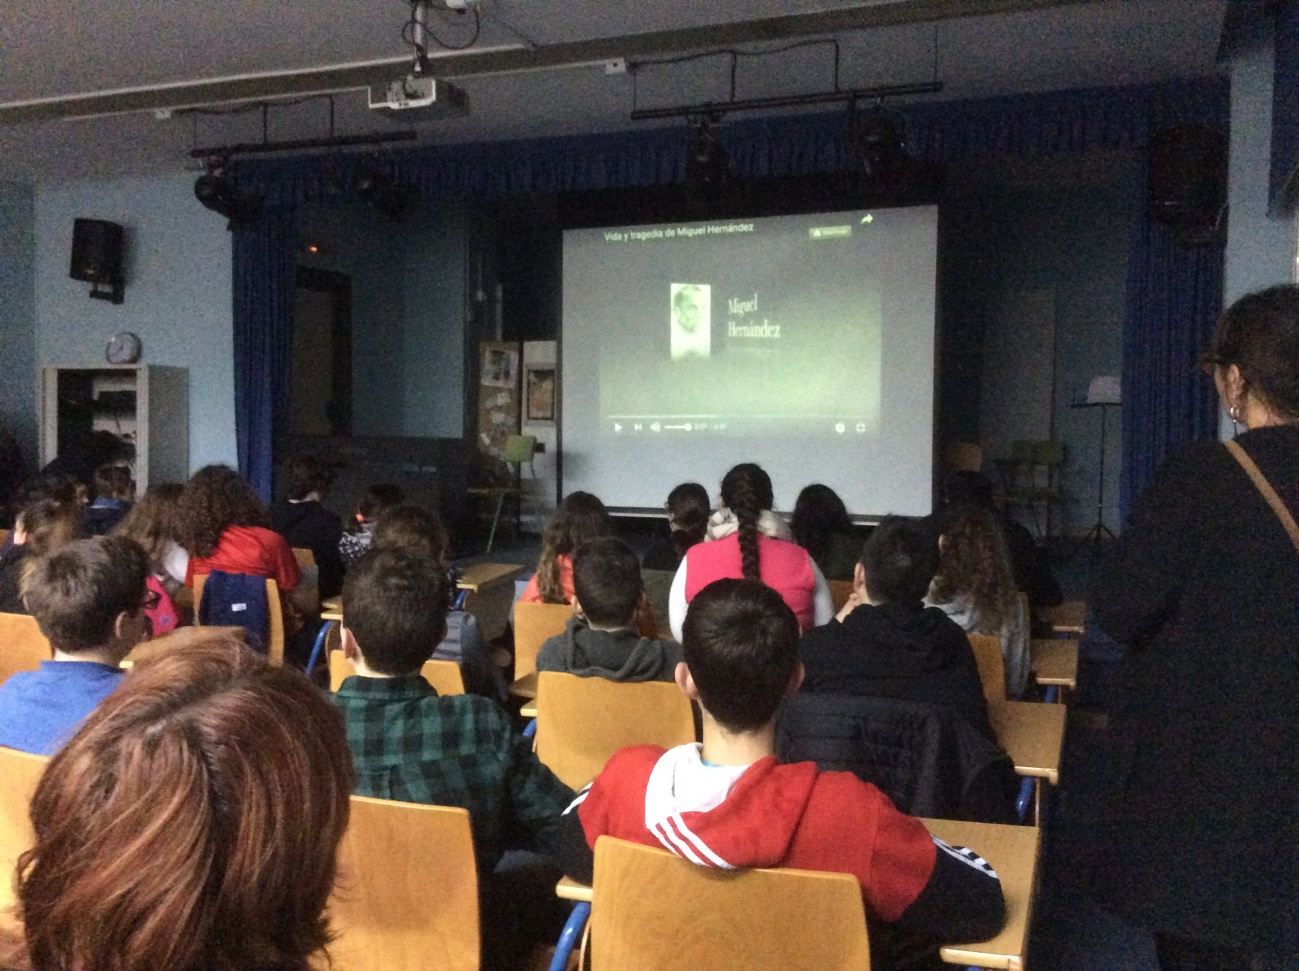 Vida y tragedia de Miguel Hernández
Miguel
Hernández